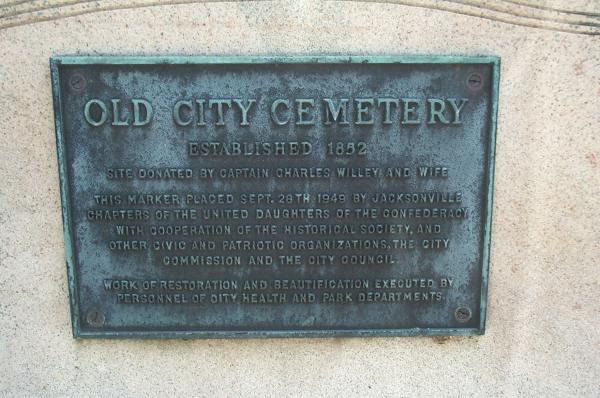 OLD CITY CEMETERY
ESTABLISHED 1852
SITE DONATED BY CAPTAIN CHARLES WILLEY AND WIFE
THIS MARKER PLACED SEPT. 28TH 1949 BY JACKSONVILLE
CHAPTERS OF THE UNITED DAUGHTERS OF THE CONFEDERACY
WITH COOPERATION OF THE HISTORICAL SOCIETY, AND
OTHER CIVIC AND PATRIOTIC ORGANIZATIONS, THE CITY
COMMISSION AND THE CITY COUNCIL.
WORK OF RESTORATION AND BEAUTIFICATION EXECUTED BY
PERSONNEL OF CITY HEALTH AND PARK DEPARTMENTS.